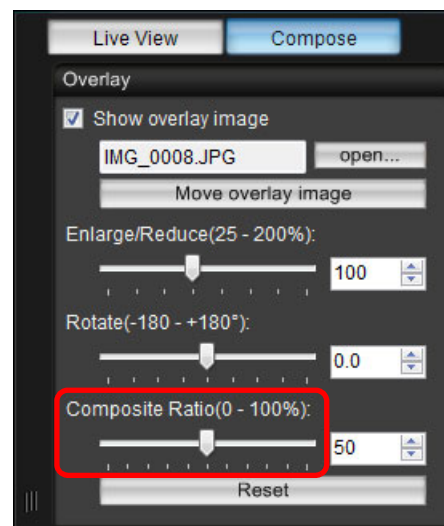 Live View Compose
Overlay
Show overlay image
IMG_0008.JPG open...
Move overlay image
Enlarge/Reduce(25 - 200%):
100
Rotate(-180 - +180°):
0.0
Composite Ratio(0 - 100%):
50
Reset